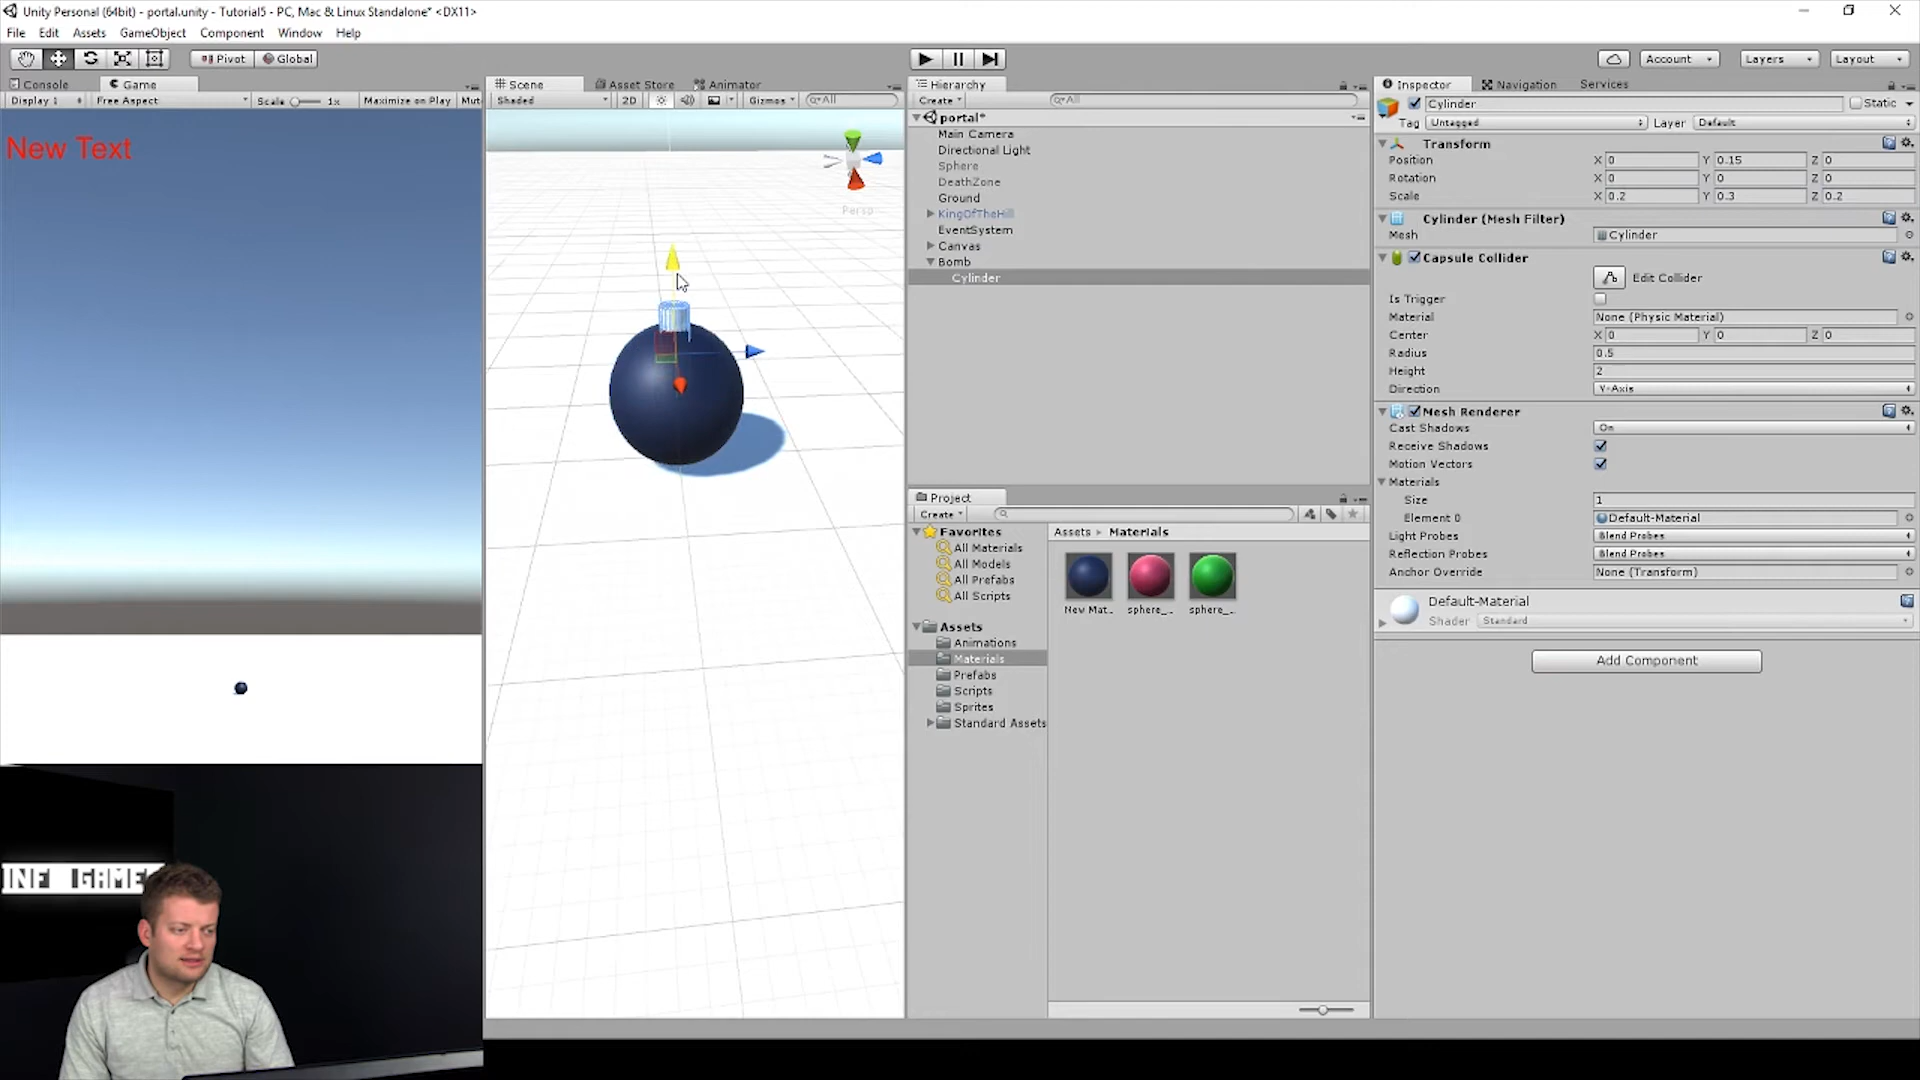 Unity Personal (64bit) - portal.unity - Tutorial5 - PC, Mac & Linux Standalone* <DX11>
File Edit Assets GameObject Component Window Help
Pivot Global
Account Layers Layout
Console Game
Display 1 Free Aspect Scale 1x Maximize on Play Mut
New Text
INF GAME
Scene Asset Store Animator
Shaded 2D Gizmos All
Persp
Hierarchy
Create All
portal*
Main Camera
Directional Light
Sphere
DeathZone
Ground
KingOfTheHill
EventSystem
Canvas
Bomb
Cylinder
Project
Create
Favorites
All Materials
All Models
All Prefabs
All Scripts
Assets
Animations
Materials
Prefabs
Scripts
Sprites
Standard Assets
Assets Materials
New Mat... sphere_... sphere_...
Inspector Navigation Services
Cylinder Static
Tag Untagged Layer Default
Transform
Position X 0 Y 0.15 Z 0
Rotation X 0 Y 0 Z 0
Scale X 0.2 Y 0.3 Z 0.2
Cylinder (Mesh Filter)
Mesh Cylinder
Capsule Collider
Edit Collider
Is Trigger
Material None (Physic Material)
Center X 0 Y 0 Z 0
Radius 0.5
Height 2
Direction Y-Axis
Mesh Renderer
Cast Shadows On
Receive Shadows
Motion Vectors
Materials
Size 1
Element 0 Default-Material
Light Probes Blend Probes
Reflection Probes Blend Probes
Anchor Override None (Transform)
Default-Material
Shader Standard
Add Component